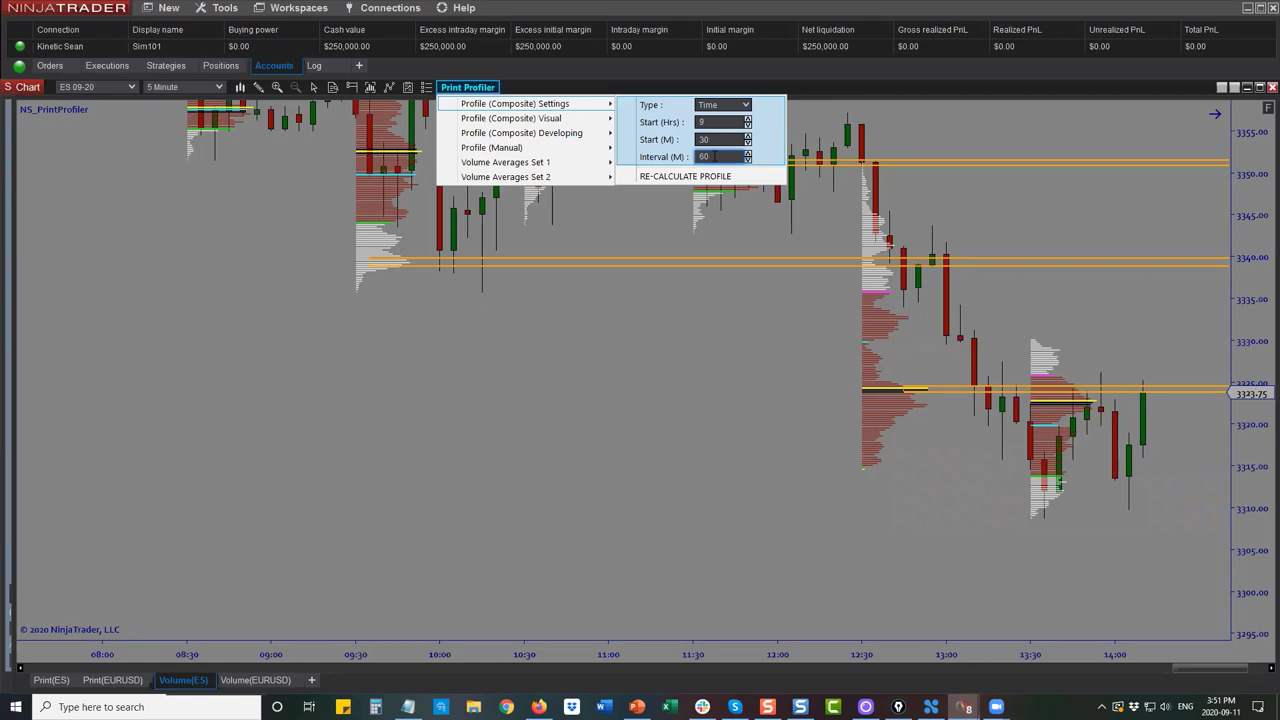 NINJATRADER New Tools Workspaces Connections Help
Connection Display name Buying power Cash value Excess intraday margin Excess initial margin Intraday margin Initial margin Net liquidation Gross realized PnL Realized PnL Unrealized PnL Total PnL
Kinetic Sean Sim101 $0.00 $250,000.00 $250,000.00 $250,000.00 $0.00 $0.00 $250,000.00 $0.00 $0.00 $0.00 $0.00
Orders Executions Strategies Positions Accounts Log +
S Chart ES 09-20 5 Minute Print Profiler
Profile (Composite) Settings
Profile (Composite) Visual
Profile (Composite) Developing
Profile (Manual)
Volume Averages Set 1
Volume Averages Set 2
Type : Time
Start (Hrs) : 9
Start (M) : 30
Interval (M) : 60
RE-CALCULATE PROFILE
NS_PrintProfiler
F
3355.00
3350.00
3345.00
3340.00
3335.00
3330.00
3325.00
3323.75
3320.00
3315.00
3310.00
3305.00
3300.00
3295.00
© 2020 NinjaTrader, LLC
08:00 08:30 09:00 09:30 10:00 10:30 11:00 11:30 12:00 12:30 13:00 13:30 14:00
Print(ES) Print(EURUSD) Volume(ES) Volume(EURUSD) +
Type here to search
ENG
3:51 PM
2020-09-11